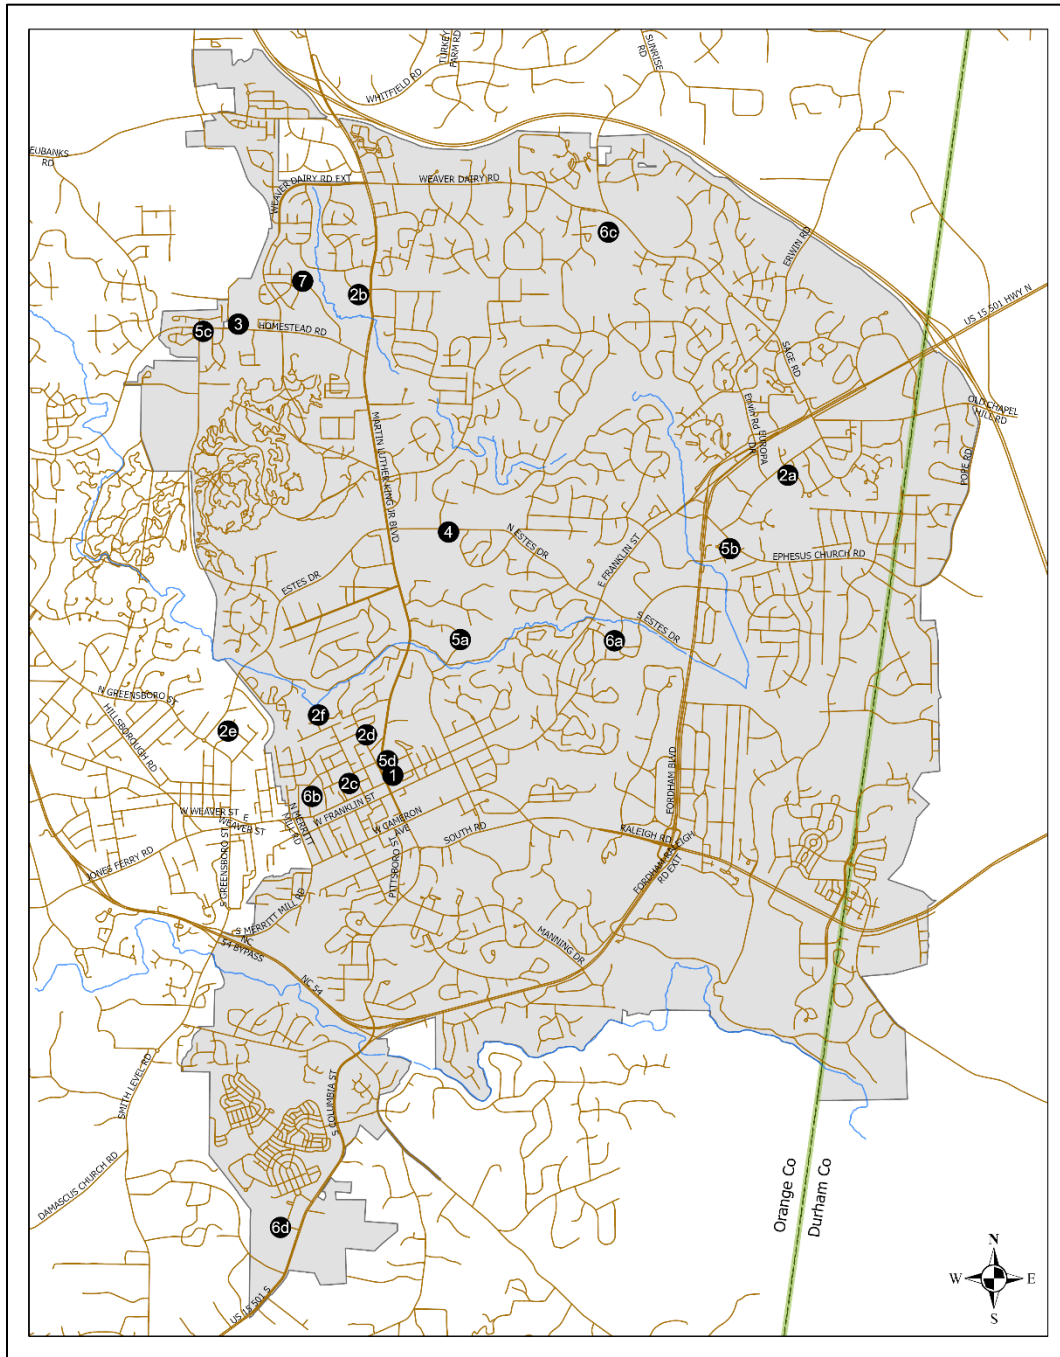 TURKEY
FARM RD
SUNRISE
RD
WHITFIELD RD
EUBANKS
RD
WEAVER DAIRY RD EXT
WEAVER DAIRY RD
6c
ERWIN RD
7
2b
US 15 501 HWY N
5c
3
HOMESTEAD RD
SAGE RD
OLD CHAPEL
HILL RD
Erwin Rd
EUROPA
DR
MARTIN LUTHER KING JR BLVD
POPE RD
2a
4
N ESTES DR
E FRANKLIN ST
5b
EPHESUS CHURCH RD
ESTES DR
S ESTES DR
5a
6a
N GREENSBORO ST
HILLSBOROUGH RD
2f
2e
2d
5d
1
2c
6b
FORDHAM BLVD
W WEAVER ST
E
WEAVER ST
N MERRITT
MILL RD
W FRANKLIN ST
W CAMERON
AVE
SOUTH RD
RALEIGH RD
JONES FERRY RD
S GREENSBORO ST
PITTSBORO ST
FORDHAM RALEIGH
RD EXIT
S MERRITT MILL RD
NC
54 BYPASS
MANNING DR
NC 54
SMITH LEVEL RD
S COLUMBIA ST
DAMASCUS CHURCH RD
Orange Co
Durham Co
6d
US 15 501 S
N
W
E
S